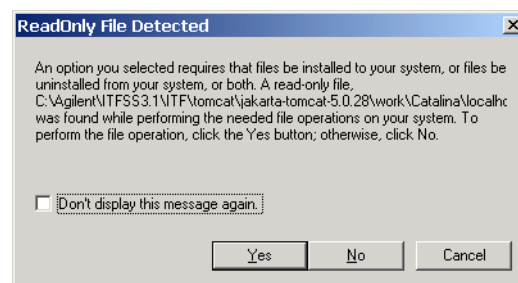 ReadOnly File Detected
An option you selected requires that files be installed to your system, or files be
uninstalled from your system, or both. A read-only file,
C:\Agilent\ITFSS3.1\ITF\tomcat\jakarta-tomcat-5.0.28\work\Catalina\localhc
was found while performing the needed file operations on your system. To
perform the file operation, click the Yes button; otherwise, click No.
Don't display this message again.
Yes No Cancel